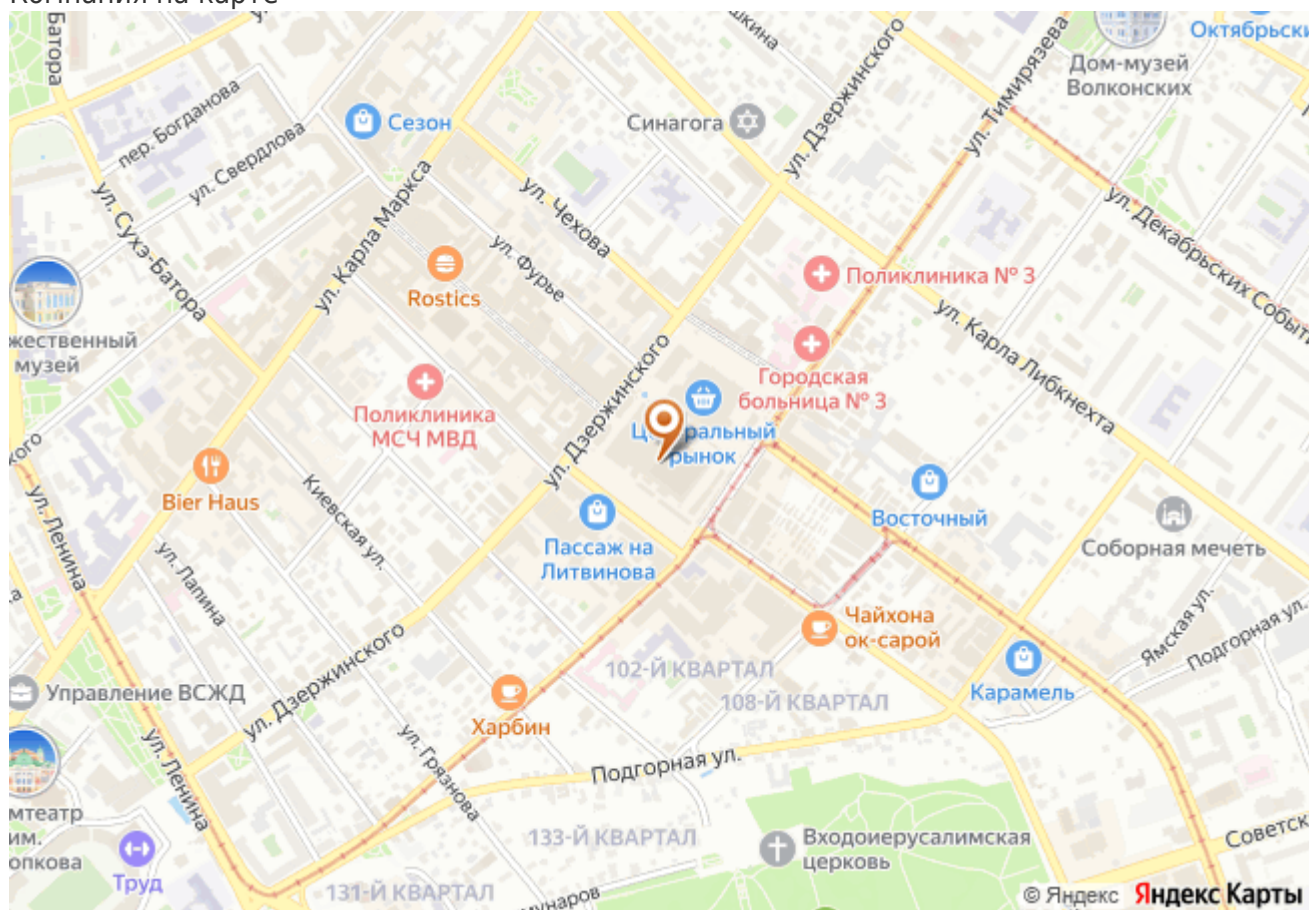 Компания на карте
Батора
Октябрьски
Дом-музей
Волконских
пер. Богданова
Сезон
Синагога
ул. Дзержинского
ул. Тимирязева
ул. Свердлова
ул. Карла Маркса
ул. Чехова
ул. Декабрьских Событи
ул. Сухэ-Батора
ул. Фурье
Rostics
Поликлиника № 3
жественный
музей
ул. Карла Либкнехта
Городская
больница № 3
Поликлиника
МСЧ МВД
ул. Дзержинского
рынок
Bier Haus
Киевская ул.
Восточный
ул. Ленина
Пассаж на
Литвинова
Соборная мечеть
ул. Лапина
Чайхона
ок-сарой
Ямская ул.
Подгорная ул.
102-Й КВАРТАЛ
Управление ВСЖД
ул. Дзержинского
108-Й КВАРТАЛ
Карамель
Харбин
ул. Грязнова
ул. Ленина
Подгорная ул.
мтеатр
им.
опкова
133-Й КВАРТАЛ
Входоиерусалимская
церковь
Советск
Труд
131-Й КВАРТАЛ
мунаров
© Яндекс Яндекс Карты